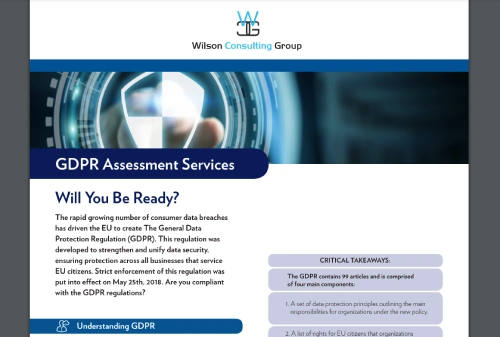 Wilson Consulting Group
GDPR Assessment Services
Will You Be Ready?
The rapid growing number of consumer data breaches
has driven the EU to create The General Data
Protection Regulation (GDPR). This regulation was
developed to strengthen and unify data security,
ensuring protection across all businesses that service
EU citizens. Strict enforcement of this regulation was
put into effect on May 25th, 2018. Are you compliant
with the GDPR regulations?
Understanding GDPR
CRITICAL TAKEAWAYS:
The GDPR contains 99 articles and is comprised
of four main components:
1. A set of data protection principles outlining the main
responsibilities for organizations under the new policy.
2. A list of rights for EU citizens that organizations